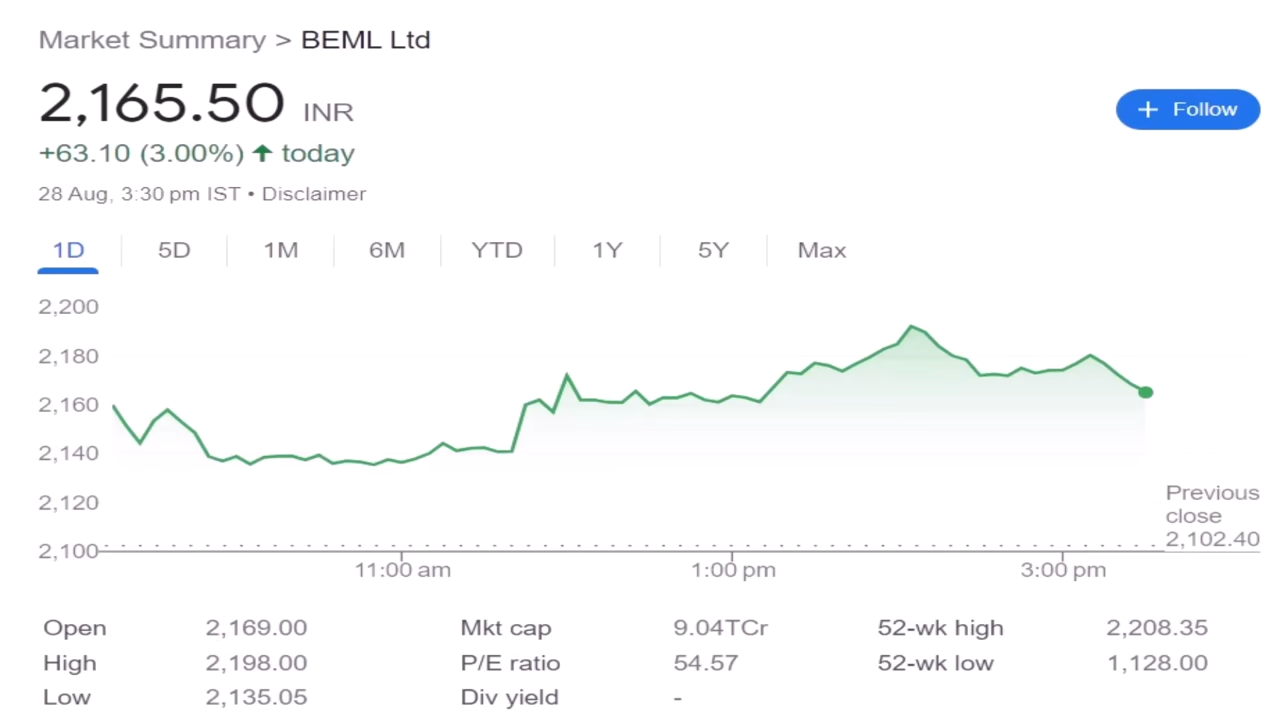 Market Summary > BEML Ltd
2,165.50 INR
+ Follow
+63.10 (3.00%) ↑ today
28 Aug, 3:30 pm IST • Disclaimer
1D 5D 1M 6M YTD 1Y 5Y Max
2,200
2,180
2,160
2,140
2,120
2,100
Previous
close
2,102.40
11:00 am 1:00 pm 3:00 pm
Open 2,169.00 Mkt cap 9.04TCr 52-wk high 2,208.35
High 2,198.00 P/E ratio 54.57 52-wk low 1,128.00
Low 2,135.05 Div yield -